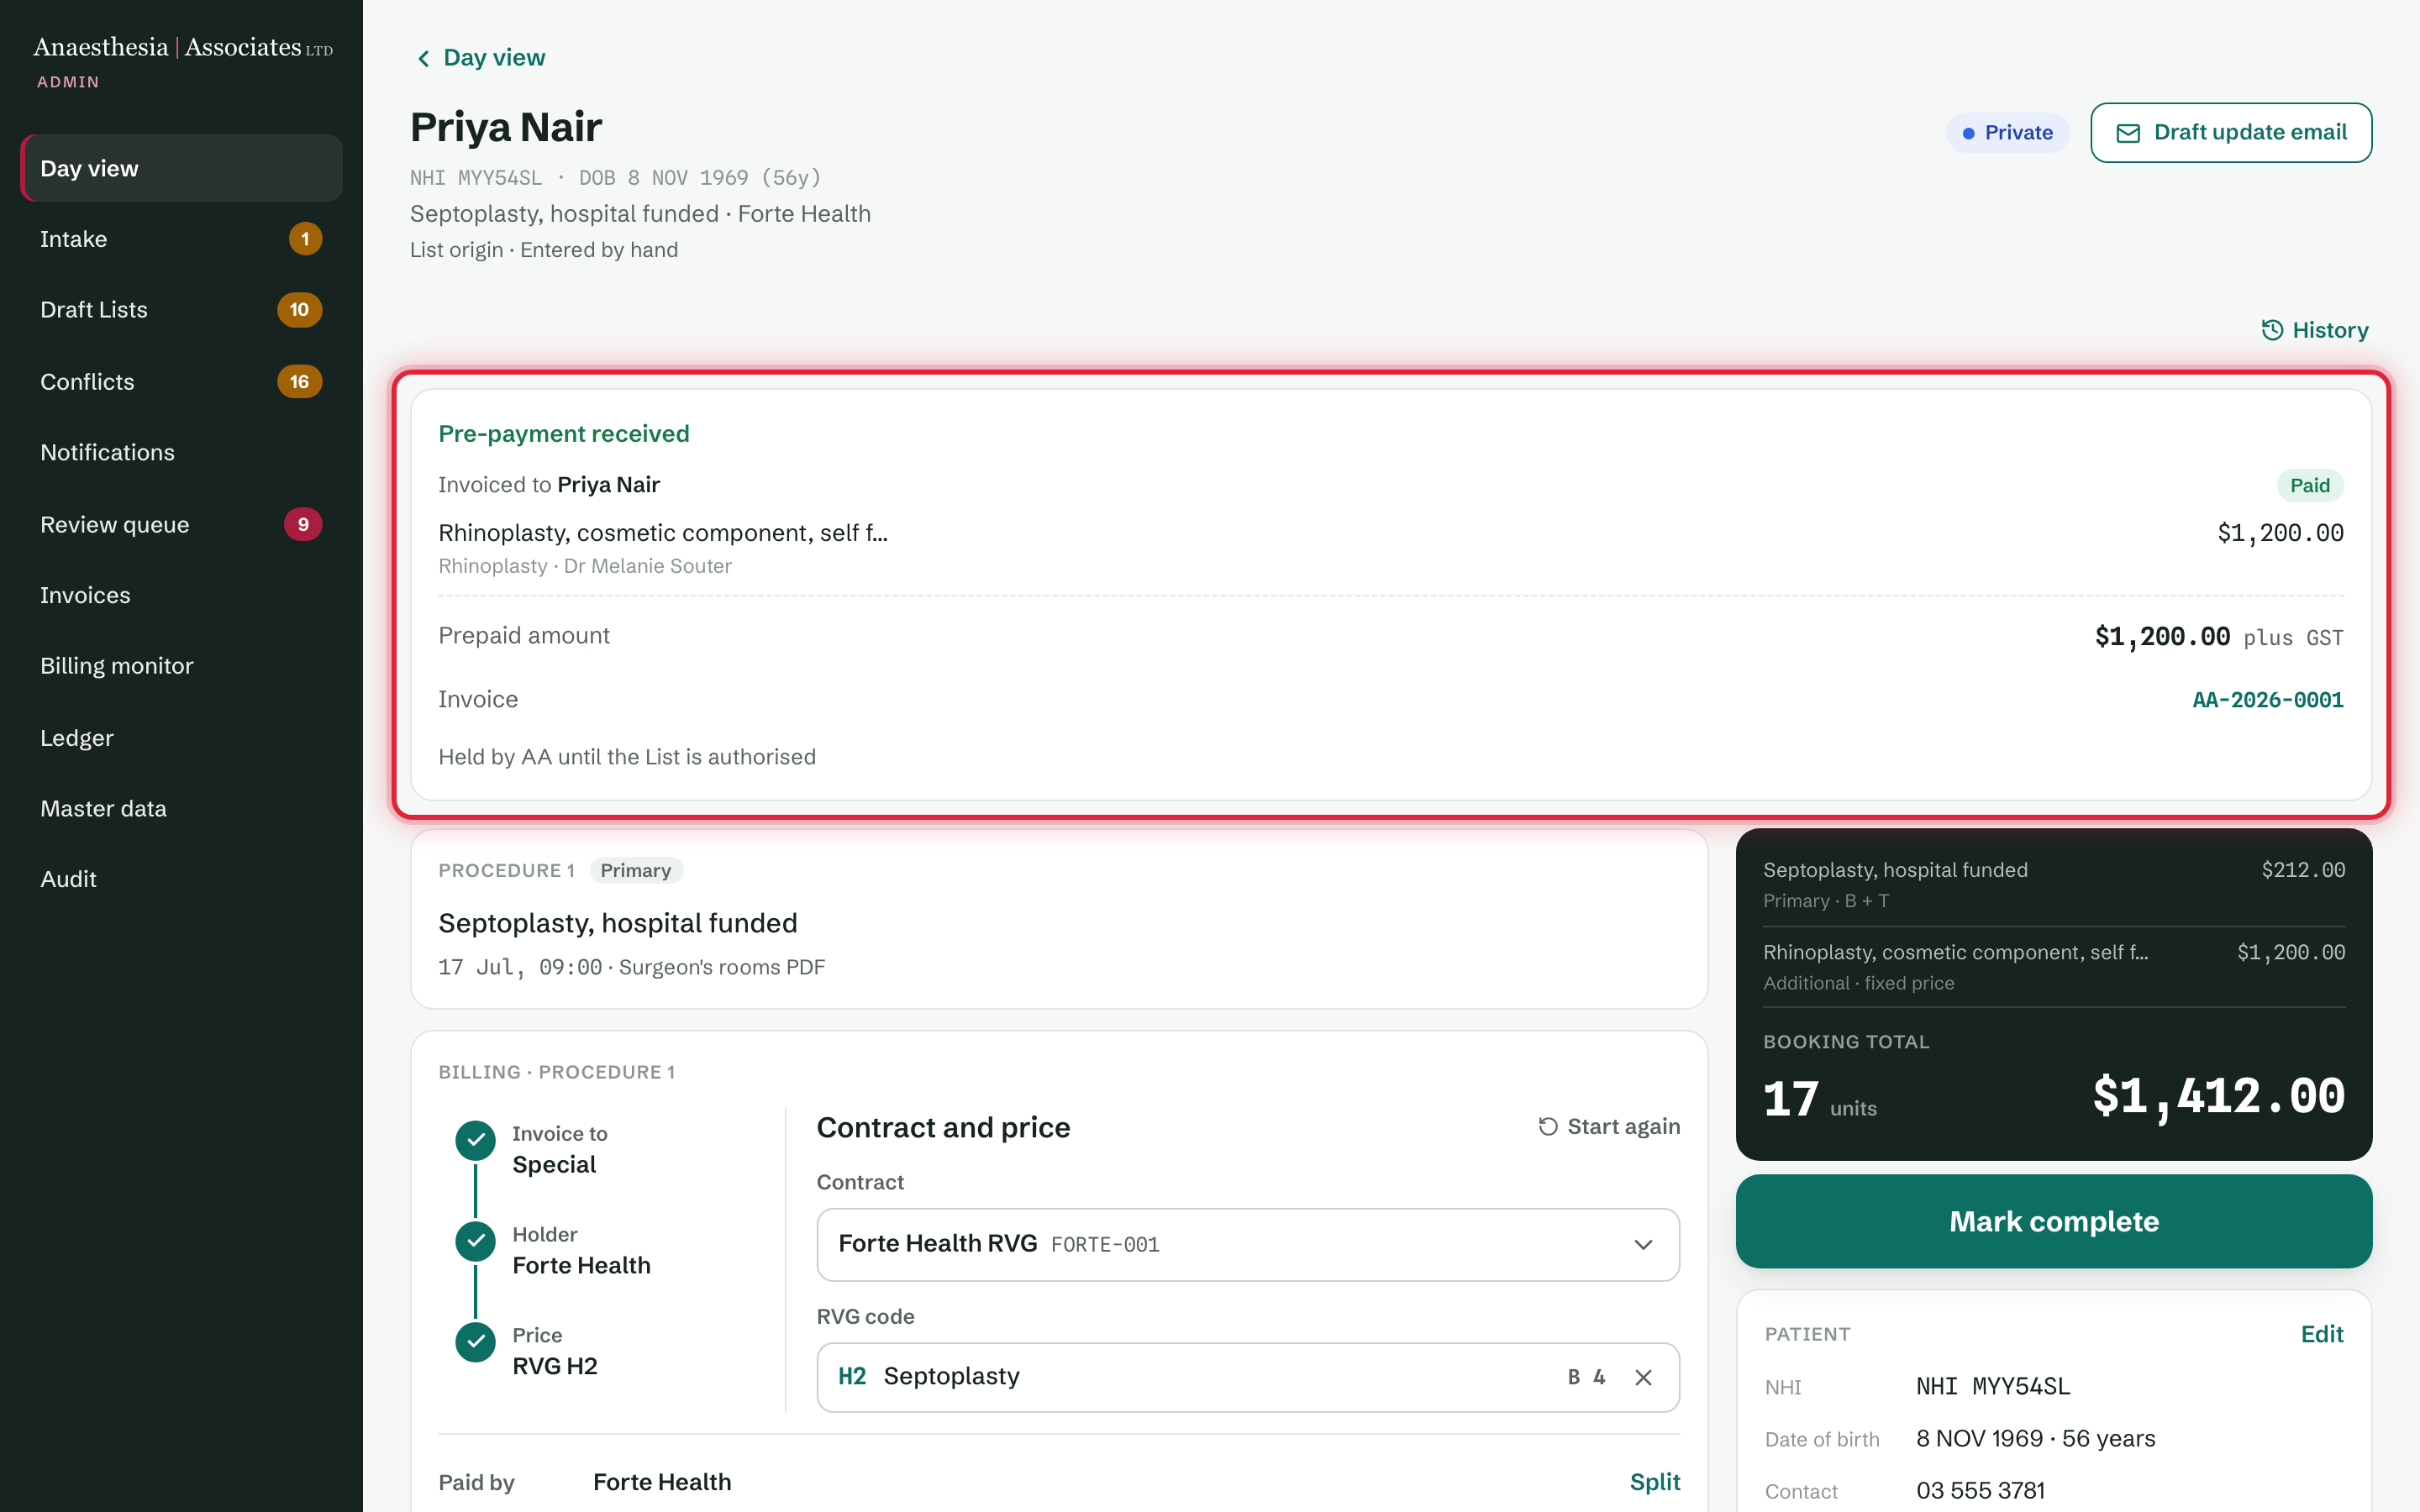 Anaesthesia | Associates LTD
ADMIN
Day view
Intake 1
Draft Lists 10
Conflicts 16
Notifications
Review queue 9
Invoices
Billing monitor
Ledger
Master data
Audit
Day view
Priya Nair
Private
Draft update email
NHI MYY54SL · DOB 8 NOV 1969 (56y)
Septoplasty, hospital funded · Forte Health
List origin · Entered by hand
History
Pre-payment received
Invoiced to Priya Nair
Paid
Rhinoplasty, cosmetic component, self f... $1,200.00
Rhinoplasty · Dr Melanie Souter
Prepaid amount $1,200.00 plus GST
Invoice AA-2026-0001
Held by AA until the List is authorised
PROCEDURE 1 Primary
Septoplasty, hospital funded
17 Jul, 09:00 · Surgeon's rooms PDF
BILLING · PROCEDURE 1
Invoice to
Special
Holder
Forte Health
Price
RVG H2
Contract and price
Start again
Contract
Forte Health RVG FORTE-001
RVG code
H2 Septoplasty B 4
Paid by Forte Health Split
Septoplasty, hospital funded $212.00
Primary · B + T
Rhinoplasty, cosmetic component, self f... $1,200.00
Additional · fixed price
BOOKING TOTAL
17 units $1,412.00
Mark complete
PATIENT Edit
NHI NHI MYY54SL
Date of birth 8 NOV 1969 · 56 years
Contact 03 555 3781